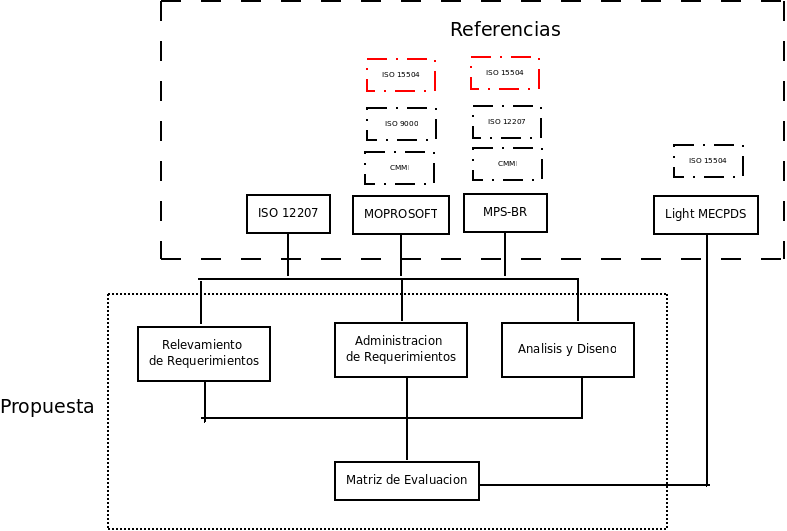 Referencias
ISO 15504
ISO 15504
ISO 9000
ISO 12207
CMMI
CMMI
ISO 15504
ISO 12207
MOPROSOFT
MPS-BR
Light MECPDS
Relevamiento
de Requerimientos
Administracion
de Requerimientos
Analisis y Diseno
Propuesta
Matriz de Evaluacion